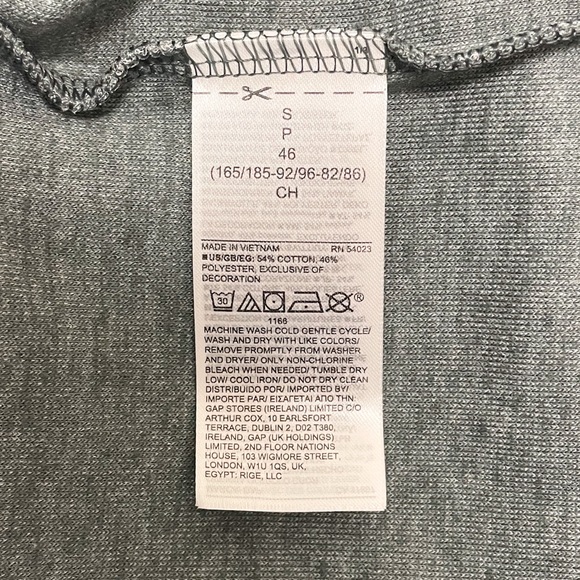 S
P
46
(165/185-92/96-82/86)
CH
MADE IN VIETNAM RN 54023
■US/GB/EG: 54% COTTON, 46%
POLYESTER, EXCLUSIVE OF
DECORATION
30
1166
MACHINE WASH COLD GENTLE CYCLE/
WASH AND DRY WITH LIKE COLORS/
REMOVE PROMPTLY FROM WASHER
AND DRYER/ ONLY NON-CHLORINE
BLEACH WHEN NEEDED/ TUMBLE DRY
LOW/ COOL IRON/ DO NOT DRY CLEAN
DISTRIBUIDO POR/ IMPORTED BY/
IMPORTE PAR/ ΕΙΣΑΓΕΤΑΙ ΑΠΟ ΤΗΝ:
GAP STORES (IRELAND) LIMITED C/O
ARTHUR COX, 10 EARLSFORT
TERRACE, DUBLIN 2, D02 T380,
IRELAND, GAP (UK HOLDINGS)
LIMITED, 2ND FLOOR NATIONS
HOUSE, 103 WIGMORE STREET,
LONDON, W1U 1QS, UK,
EGYPT: RIGE, LLC